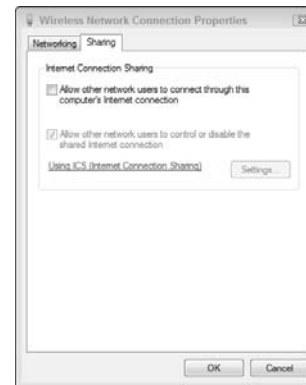 Wireless Network Connection Properties
Networking
Sharing
Internet Connection Sharing
Allow other network users to connect through this
computer's Internet connection
Allow other network users to control or disable the
shared Internet connection
Using ICS (Internet Connection Sharing)
Settings...
OK
Cancel